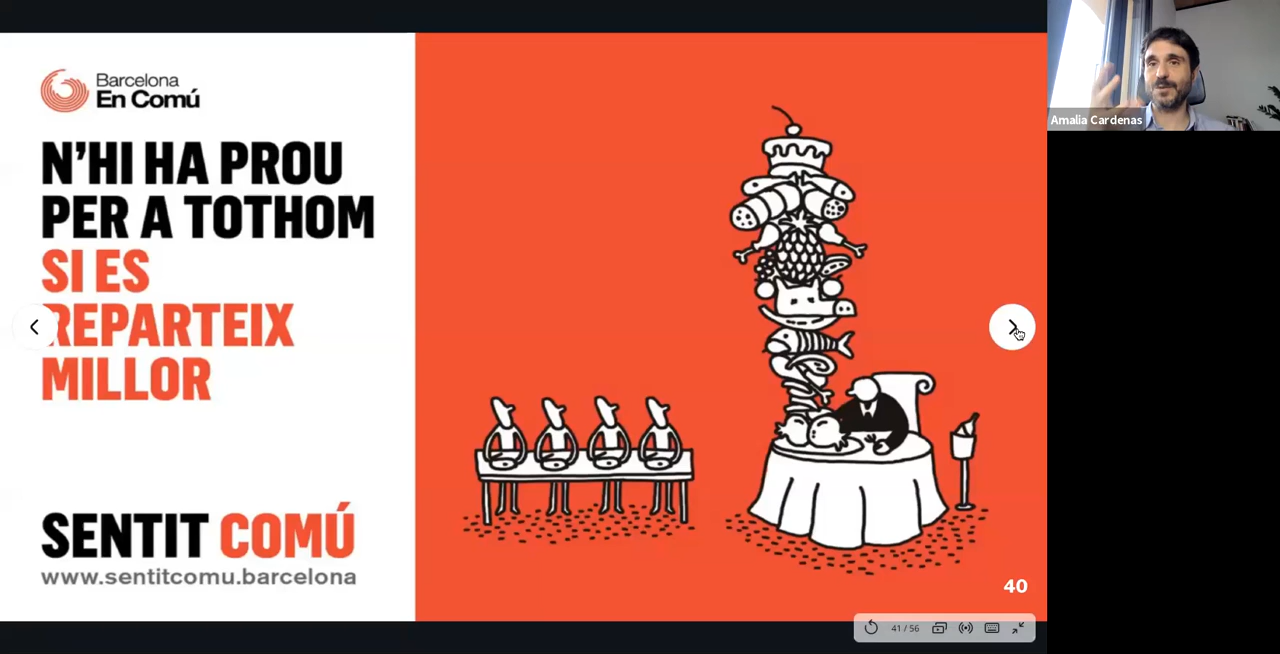 Barcelona
En Comú
N'HI HA PROU
PER A TOTHOM
SI ES
REPARTEIX
MILLOR
SENTIT COMÚ
www.sentitcomu.barcelona
40
41 / 56
Amalia Cardenas